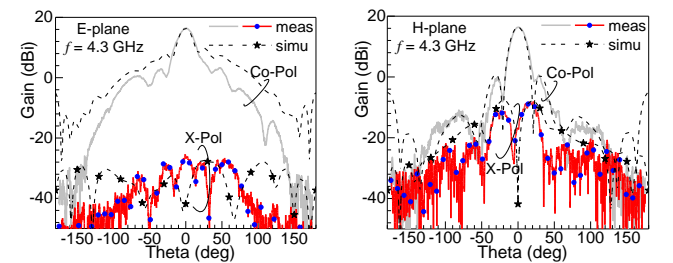 20
0
-20
-40
Gain (dBi)
E-plane
f = 4.3 GHz
meas
simu
Co-Pol
X-Pol
-150 -100 -50 0 50 100 150
Theta (deg)
20
0
-20
-40
Gain (dBi)
H-plane
f = 4.3 GHz
meas
simu
Co-Pol
X-Pol
-150 -100 -50 0 50 100 150
Theta (deg)